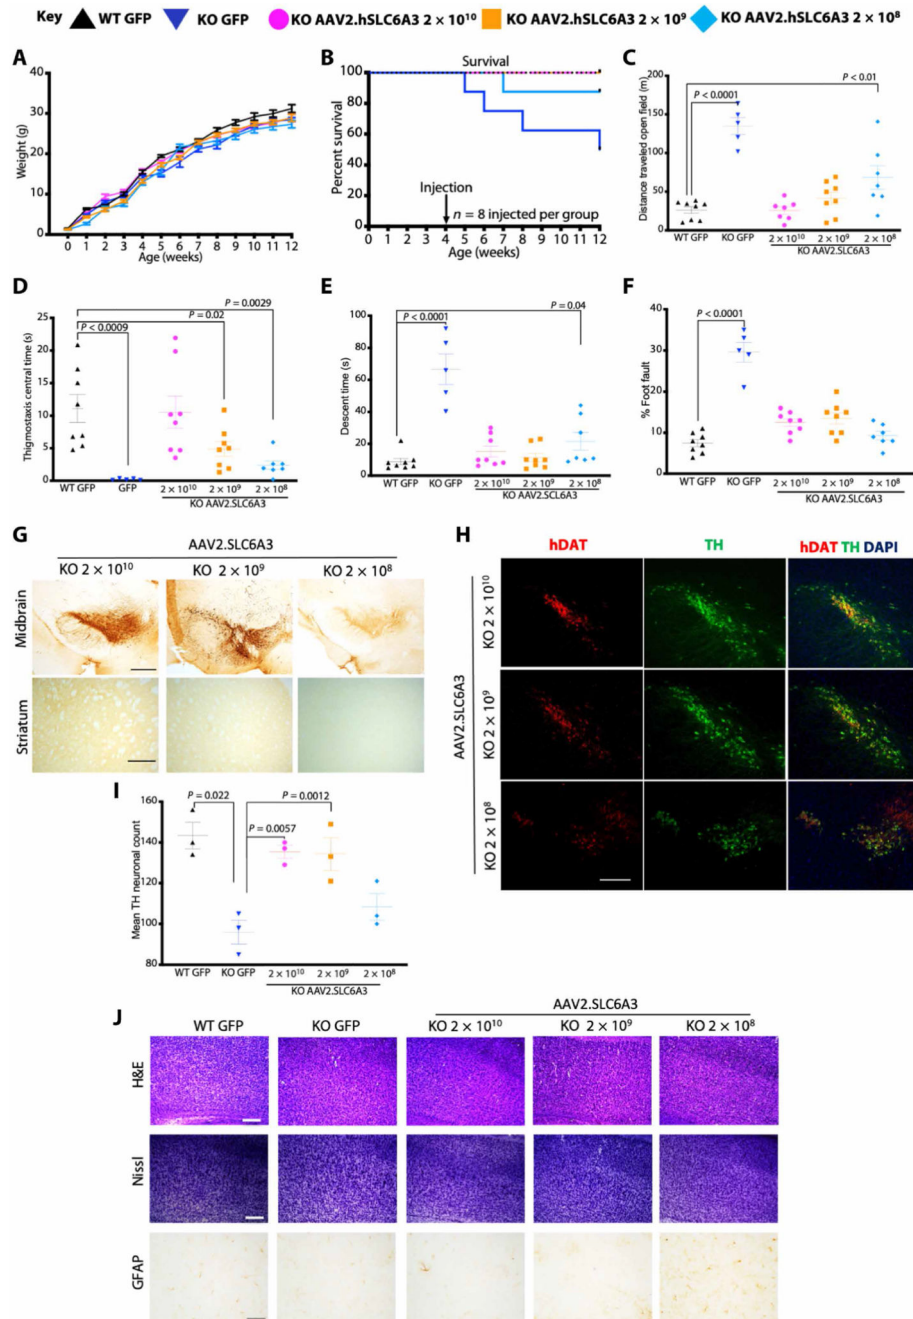 Key WT GFP KO GFP KO AAV2.hSLC6A3 2 × 10¹⁰ KO AAV2.hSLC6A3 2 × 10⁹ KO AAV2.hSLC6A3 2 × 10⁸
A
Weight (g)
40
30
20
10
0
0 1 2 3 4 5 6 7 8 9 10 11 12
Age (weeks)
B
Survival
Percent survival
100
80
60
40
20
0
Injection
n = 8 injected per group
0 1 2 3 4 5 6 7 8 9 10 11 12
Age (weeks)
C
Distance traveled open field (m)
200
150
100
50
0
P < 0.01
P < 0.0001
WT GFP KO GFP 2 × 10¹⁰ 2 × 10⁹ 2 × 10⁸
KO AAV2.SLC6A3
D
Thigmostaxis central time (s)
25
20
15
10
5
0
P = 0.0029
P = 0.02
P < 0.0009
WT GFP GFP 2 × 10¹⁰ 2 × 10⁹ 2 × 10⁸
KO AAV2.SLC6A3
E
Descent time (s)
100
80
60
40
20
0
P = 0.04
P < 0.0001
WT GFP KO GFP 2 × 10¹⁰ 2 × 10⁹ 2 × 10⁸
KO AAV2.SLC6A3
F
% Foot fault
40
30
20
10
0
P < 0.0001
WT GFP KO GFP 2 × 10¹⁰ 2 × 10⁹ 2 × 10⁸
KO AAV2.SLC6A3
G
AAV2.SLC6A3
KO 2 × 10¹⁰ KO 2 × 10⁹ KO 2 × 10⁸
Midbrain
Striatum
H
hDAT TH hDAT TH DAPI
AAV2.SLC6A3
KO 2 × 10¹⁰
KO 2 × 10⁹
KO 2 × 10⁸
I
Mean TH neuronal count
160
140
120
100
80
P = 0.022
P = 0.0012
P = 0.0057
WT GFP KO GFP 2 × 10¹⁰ 2 × 10⁹ 2 × 10⁸
KO AAV2.SLC6A3
J
AAV2.SLC6A3
WT GFP KO GFP KO 2 × 10¹⁰ KO 2 × 10⁹ KO 2 × 10⁸
H&E
Nissl
GFAP